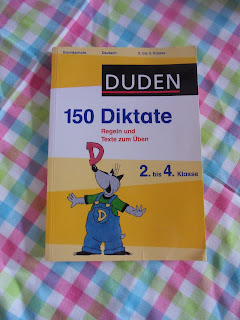 Grundschule Deutsch 2. bis 4. Klasse
DUDEN
150 Diktate
Regeln und
Texte zum Üben
D
2. bis 4. Klasse
D